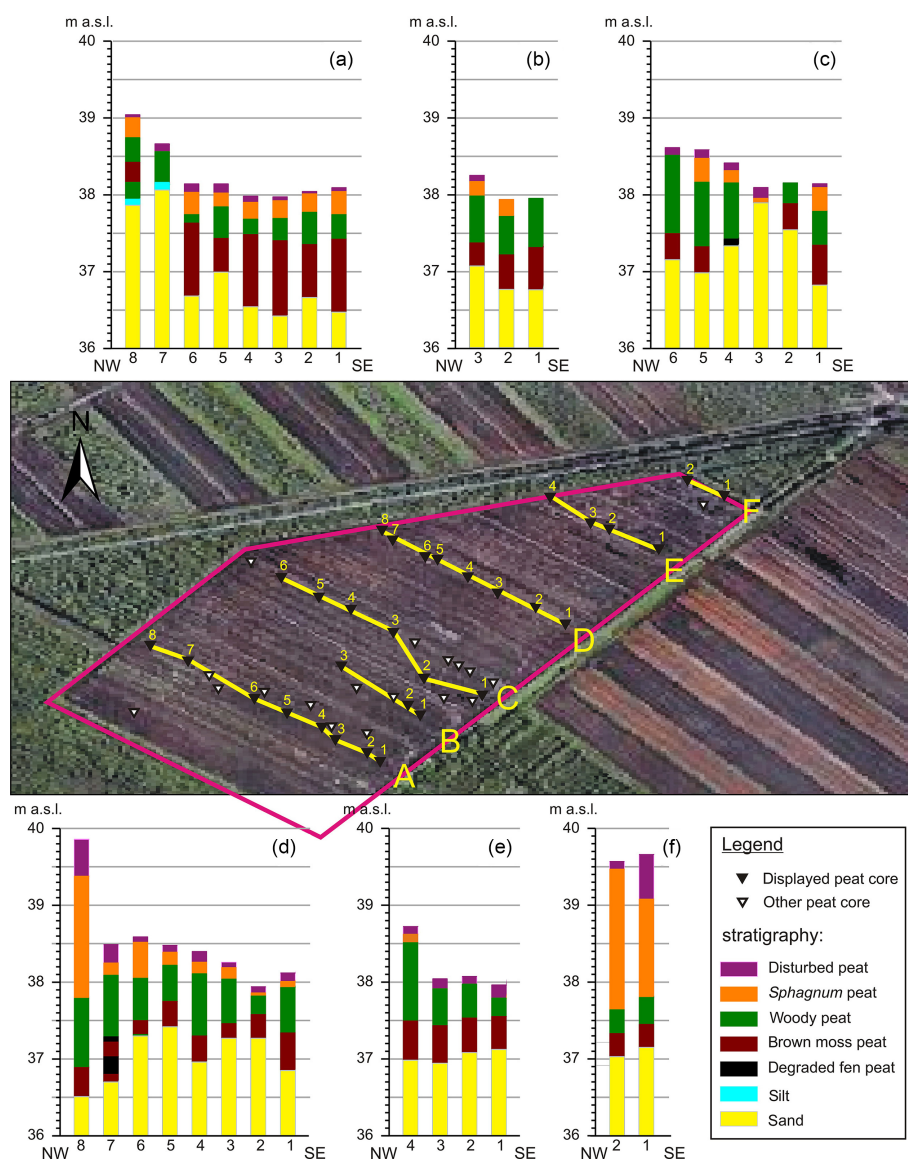 m a.s.l.
m a.s.l.
m a.s.l.
40
39
38
37
36
(a)
8 7 6 5 4 3 2 1
NW SE
40
39
38
37
36
(b)
3 2 1
NW SE
40
39
38
37
36
(c)
6 5 4 3 2 1
NW SE
N
8 7 6 5 4 3 2 1
A
3 2 1
B
6 5 4 3 2 1
C
8 7 6 5 4 3 2 1
D
4 3 2 1
E
2 1
F
m a.s.l.
m a.s.l.
m a.s.l.
40
39
38
37
36
(d)
8 7 6 5 4 3 2 1
NW SE
40
39
38
37
36
(e)
4 3 2 1
NW SE
40
39
38
37
36
(f)
2 1
NW SE
Legend
Displayed peat core
Other peat core
stratigraphy:
Disturbed peat
Sphagnum peat
Woody peat
Brown moss peat
Degraded fen peat
Silt
Sand